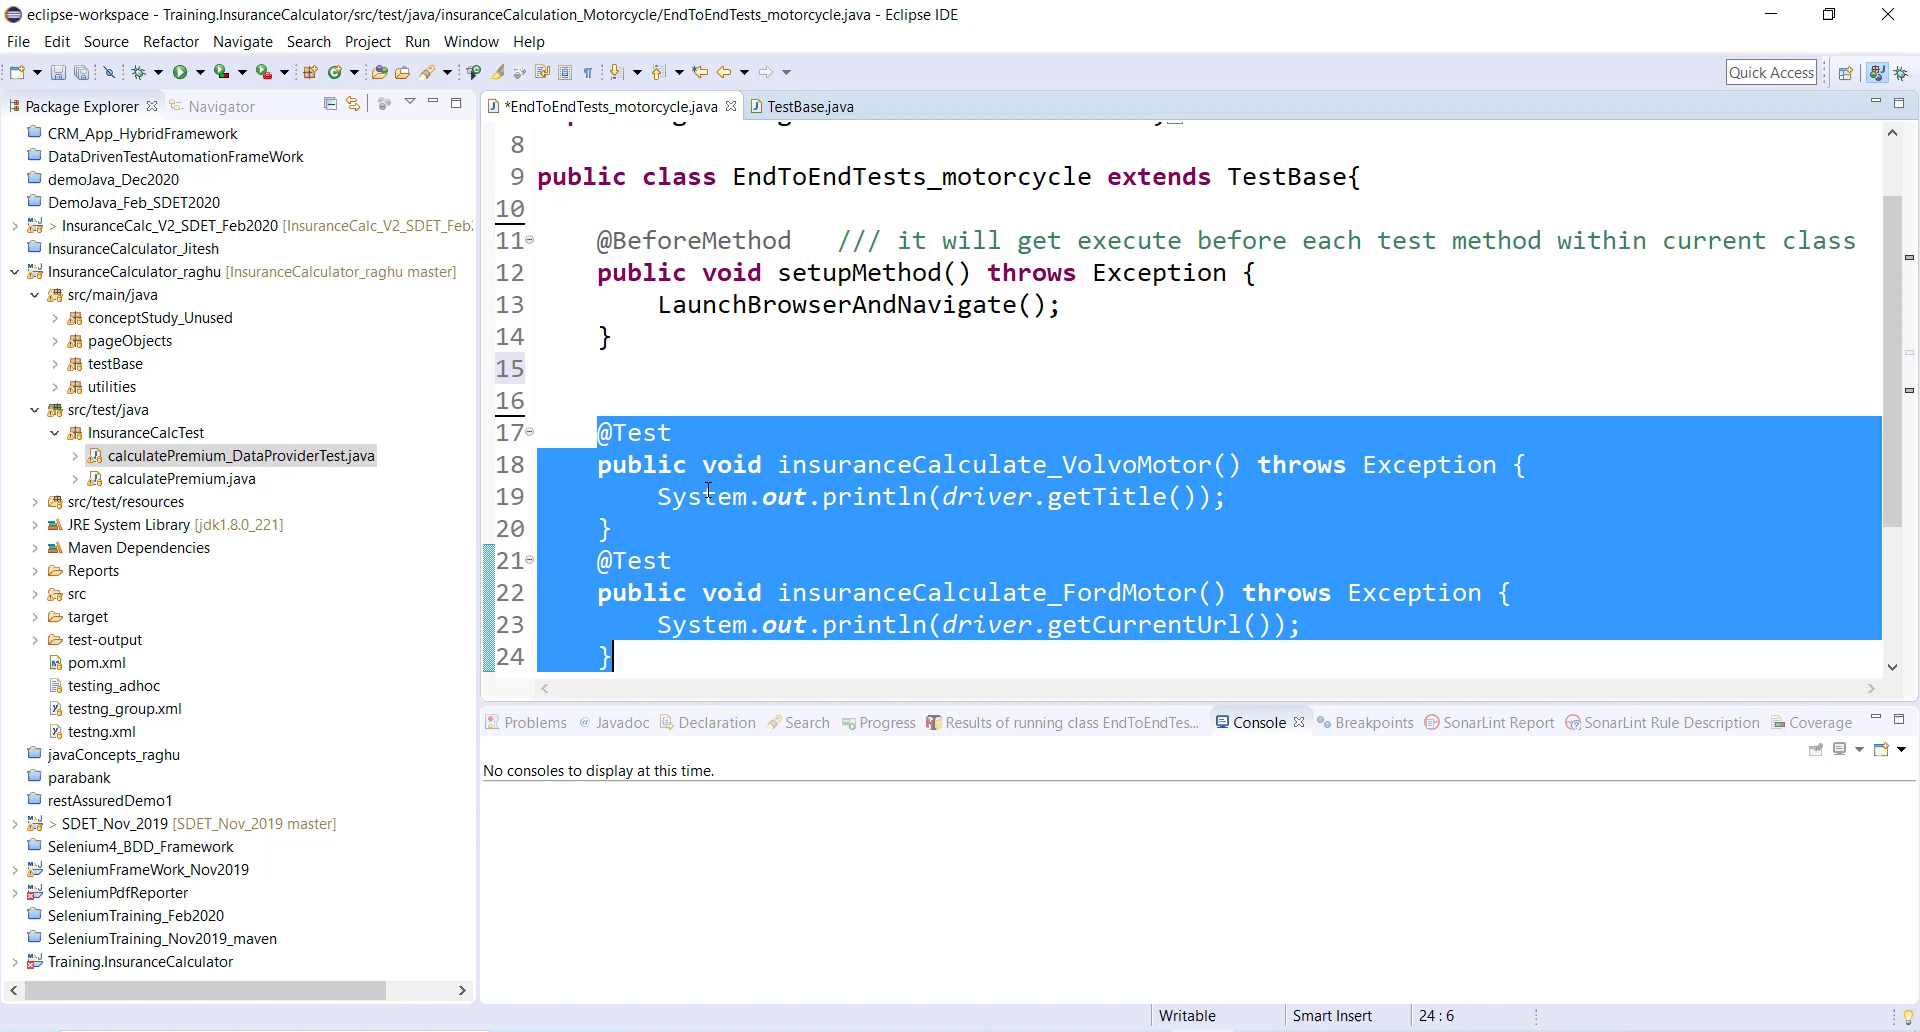 eclipse-workspace - Training.InsuranceCalculator/src/test/java/insuranceCalculation_Motorcycle/EndToEndTests_motorcycle.java - Eclipse IDE
File Edit Source Refactor Navigate Search Project Run Window Help
Quick Access
Package Explorer Navigator
CRM_App_HybridFramework
DataDrivenTestAutomationFrameWork
demoJava_Dec2020
DemoJava_Feb_SDET2020
> InsuranceCalc_V2_SDET_Feb2020 [InsuranceCalc_V2_SDET_Feb
InsuranceCalculator_Jitesh
InsuranceCalculator_raghu [InsuranceCalculator_raghu master]
src/main/java
conceptStudy_Unused
pageObjects
testBase
utilities
src/test/java
InsuranceCalcTest
calculatePremium_DataProviderTest.java
calculatePremium.java
src/test/resources
JRE System Library [jdk1.8.0_221]
Maven Dependencies
Reports
src
target
test-output
pom.xml
testing_adhoc
testng_group.xml
testng.xml
javaConcepts_raghu
parabank
restAssuredDemo1
> SDET_Nov_2019 [SDET_Nov_2019 master]
Selenium4_BDD_Framework
SeleniumFrameWork_Nov2019
SeleniumPdfReporter
SeleniumTraining_Feb2020
SeleniumTraining_Nov2019_maven
Training.InsuranceCalculator
*EndToEndTests_motorcycle.java TestBase.java
8
9 public class EndToEndTests_motorcycle extends TestBase{
10
11 @BeforeMethod /// it will get execute before each test method within current class
12 public void setupMethod() throws Exception {
13 LaunchBrowserAndNavigate();
14 }
15
16
17 @Test
18 public void insuranceCalculate_VolvoMotor() throws Exception {
19 System.out.println(driver.getTitle());
20 }
21 @Test
22 public void insuranceCalculate_FordMotor() throws Exception {
23 System.out.println(driver.getCurrentUrl());
24 }
Problems Javadoc Declaration Search Progress Results of running class EndToEndTes... Console Breakpoints SonarLint Report SonarLint Rule Description Coverage
No consoles to display at this time.
Writable Smart Insert 24 : 6